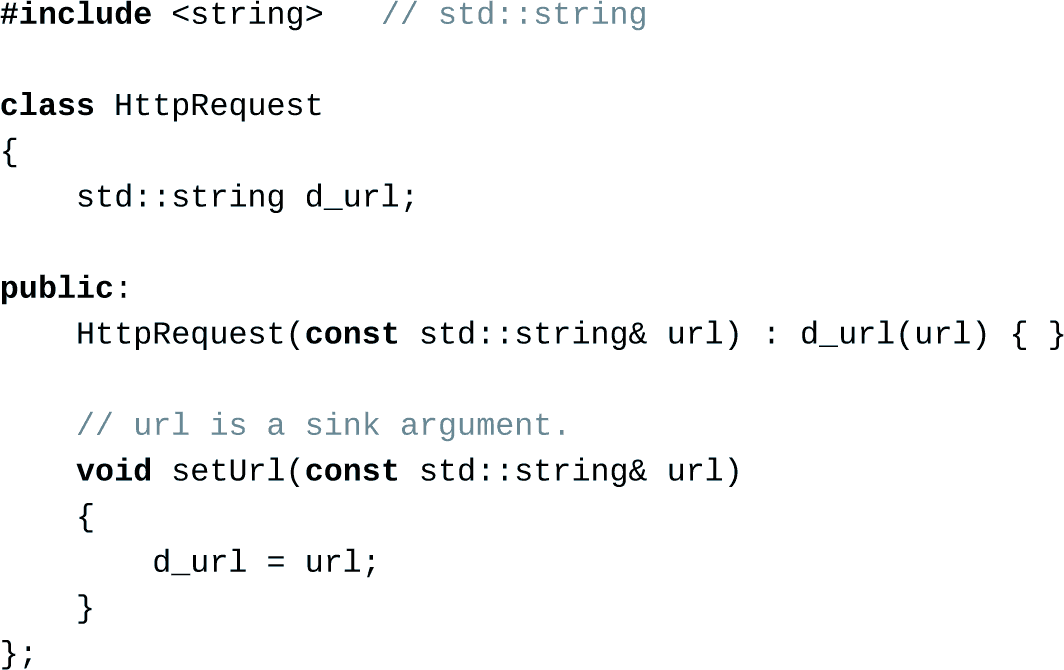 #include <string>   // std::string
class HttpRequest
{
    std::string d_url;
public:
    HttpRequest(const std::string& url) : d_url(url) { }
    // url is a sink argument.
    void setUrl(const std::string& url)
    {
        d_url = url;
    }
};